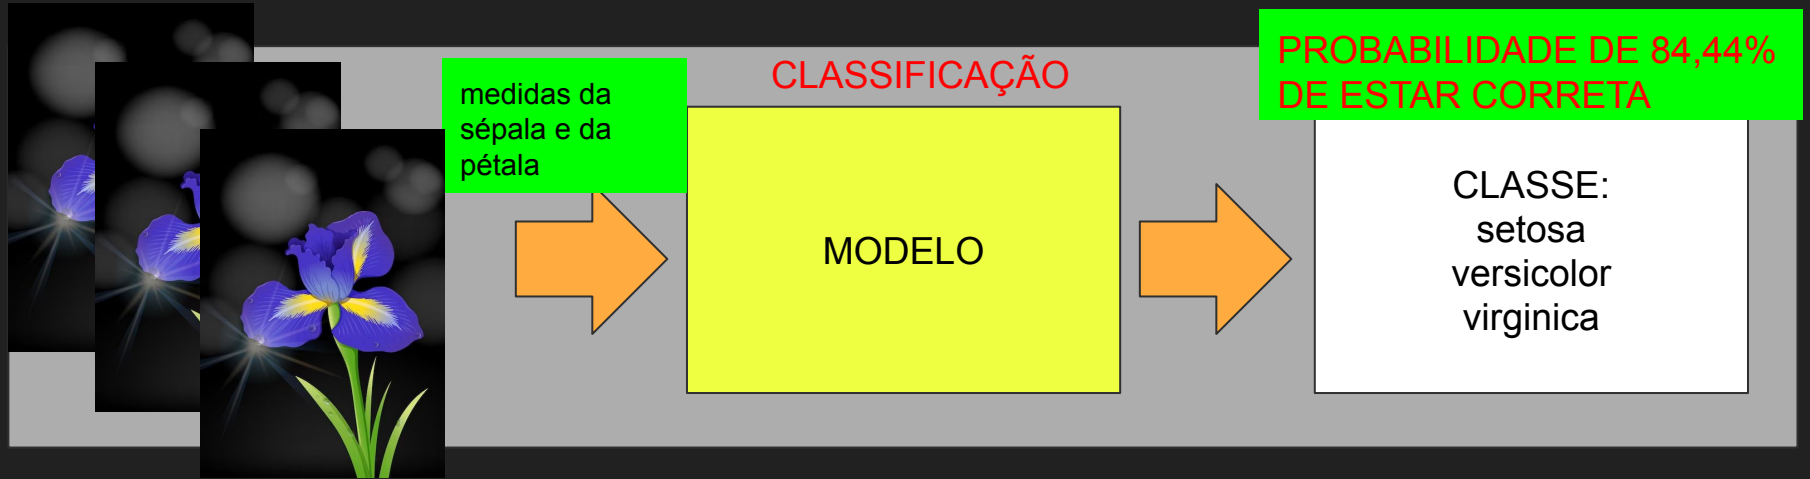 medidas da
sépala e da
pétala
CLASSIFICAÇÃO
MODELO
PROBABILIDADE DE 84,44%
DE ESTAR CORRETA
CLASSE:
setosa
versicolor
virginica